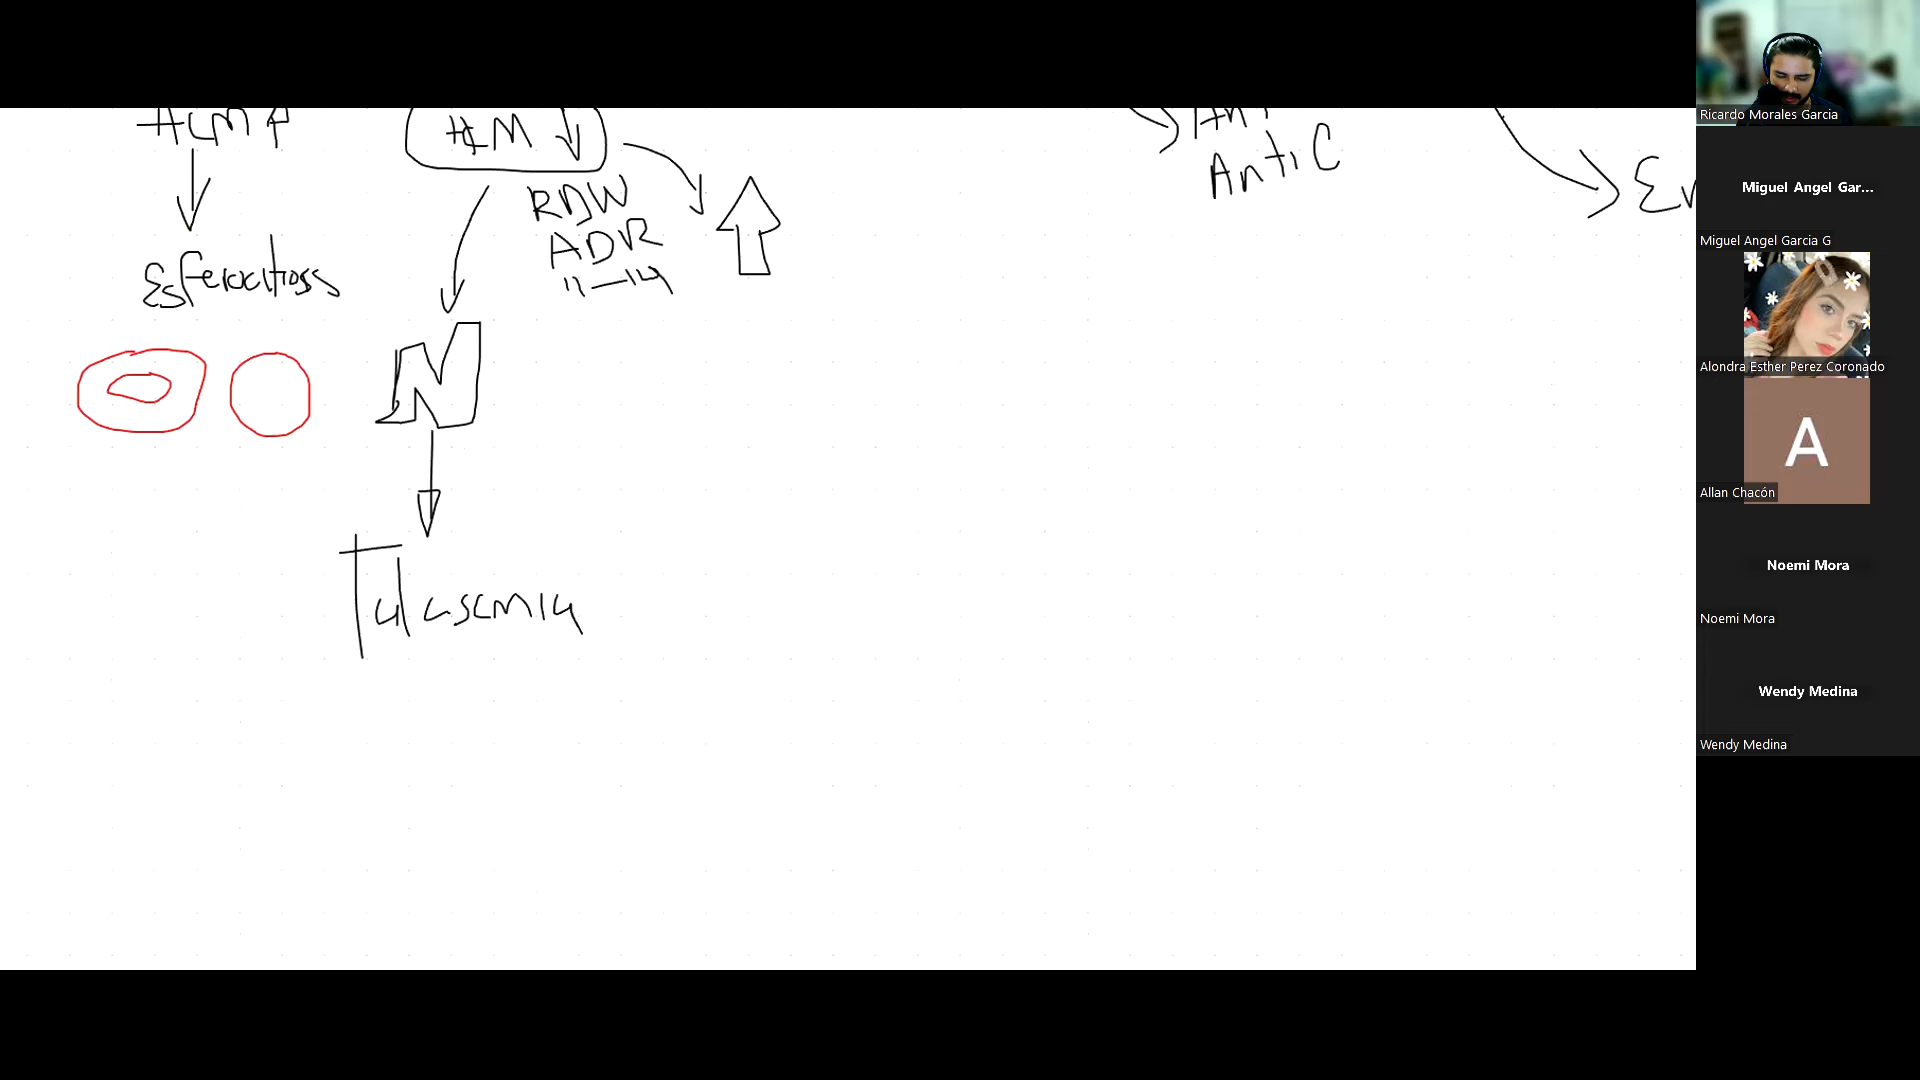 HCM↑
HCM ↓
RDW
ADR
11-14
Esferocitosis
N
Talasemia
Anti C
Ricardo Morales Garcia
Miguel Angel Gar...
Miguel Angel Garcia G
Alondra Esther Perez Coronado
A
Allan Chacón
Noemi Mora
Noemi Mora
Wendy Medina
Wendy Medina